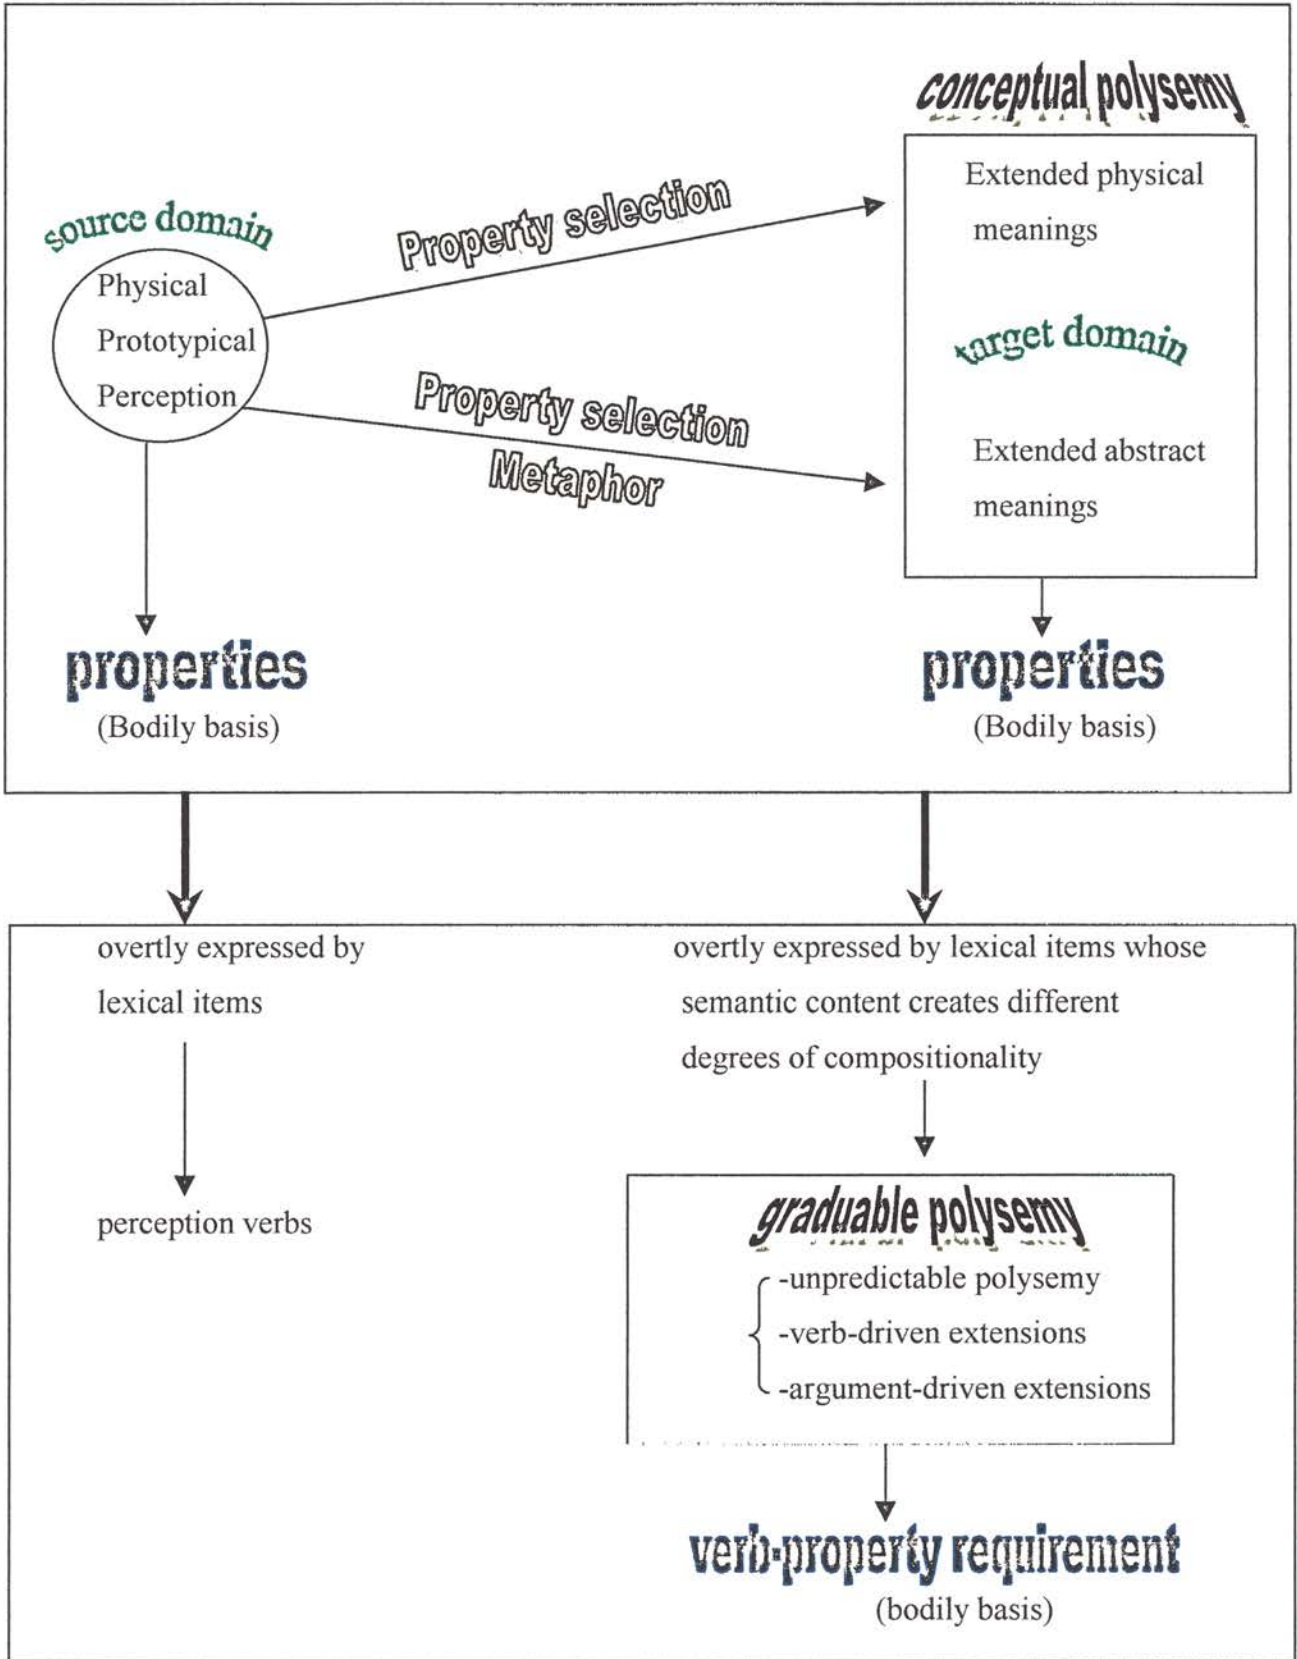 conceptual polysemy
Extended physical
meanings
Property selection
source domain
Physical
Prototypical
Perception
target domain
Property selection
Metaphor
Extended abstract
meanings
properties
(Bodily basis)
properties
(Bodily basis)
overtly expressed by
lexical items
perception verbs
overtly expressed by lexical items whose
semantic content creates different
degrees of compositionality
graduable polysemy
-unpredictable polysemy
-verb-driven extensions
-argument-driven extensions
verb-property requirement
(bodily basis)